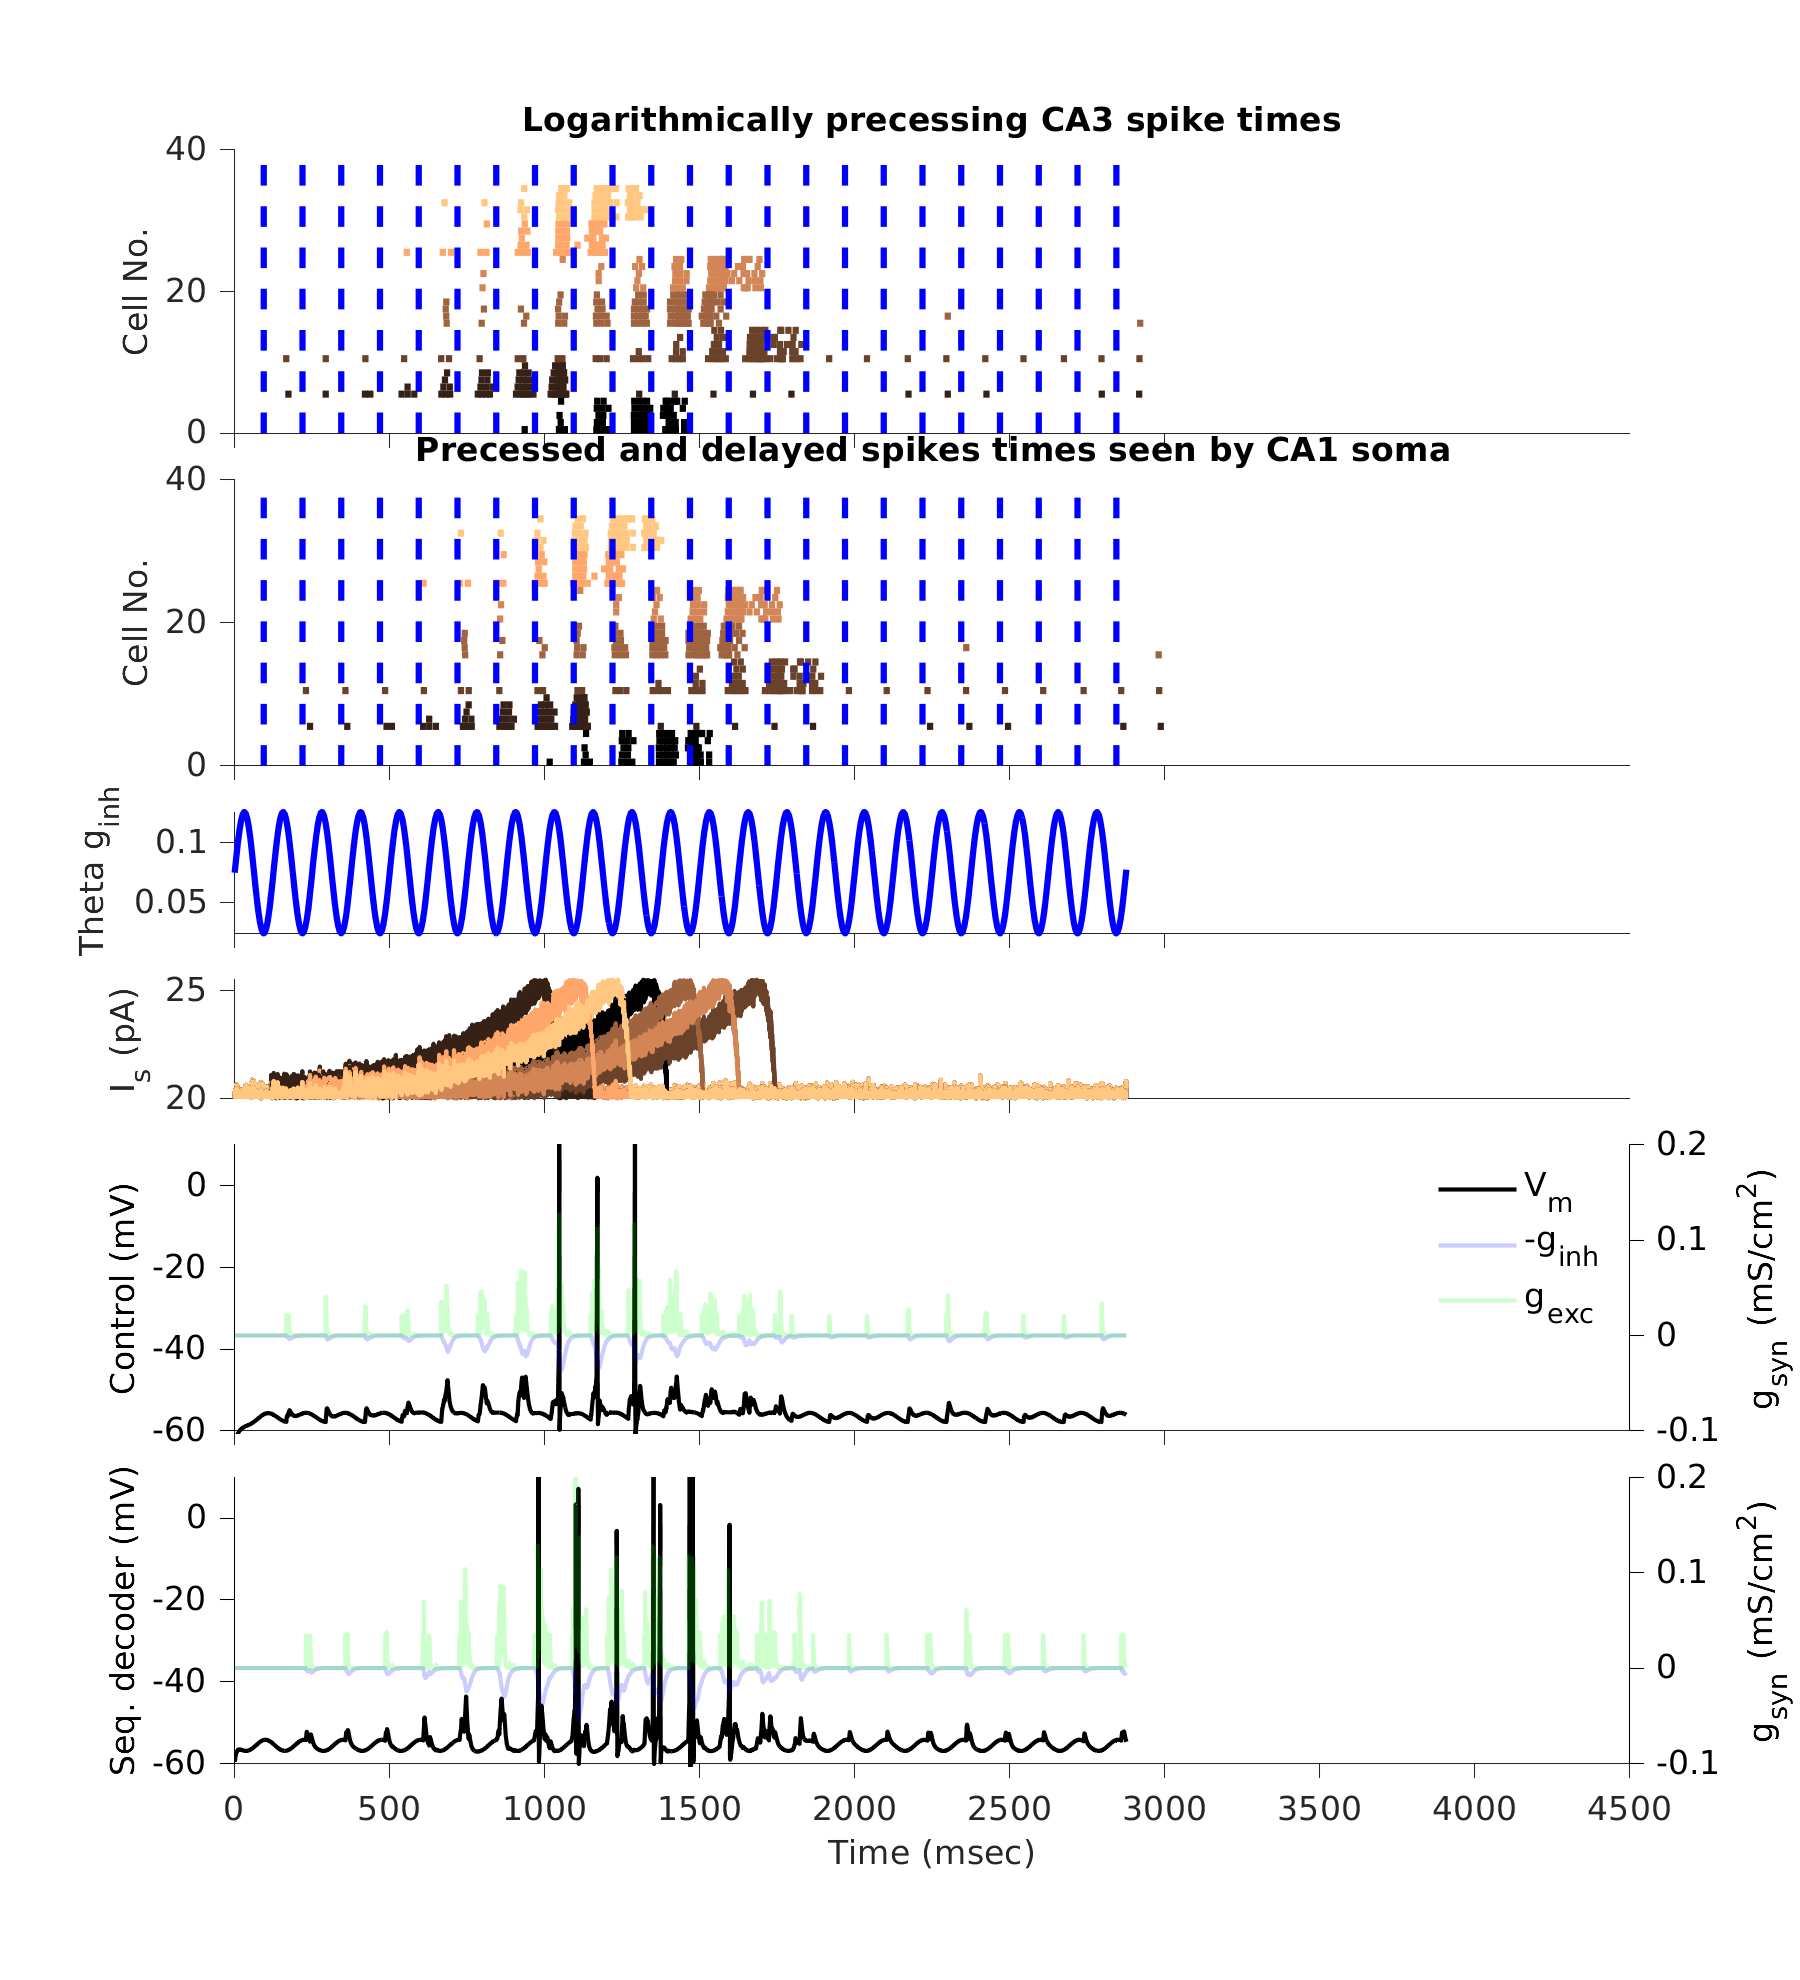 Logarithmically precessing CA3 spike times
40
20
0
Cell No.
Precessed and delayed spikes times seen by CA1 soma
40
20
0
Cell No.
0.1
0.05
Theta g_inh
25
20
I_s (pA)
0
-20
-40
-60
Control (mV)
V_m
-g_inh
g_exc
0.2
0.1
0
-0.1
g_syn (mS/cm^2)
0
-20
-40
-60
Seq. decoder (mV)
0.2
0.1
0
-0.1
g_syn (mS/cm^2)
0 500 1000 1500 2000 2500 3000 3500 4000 4500
Time (msec)